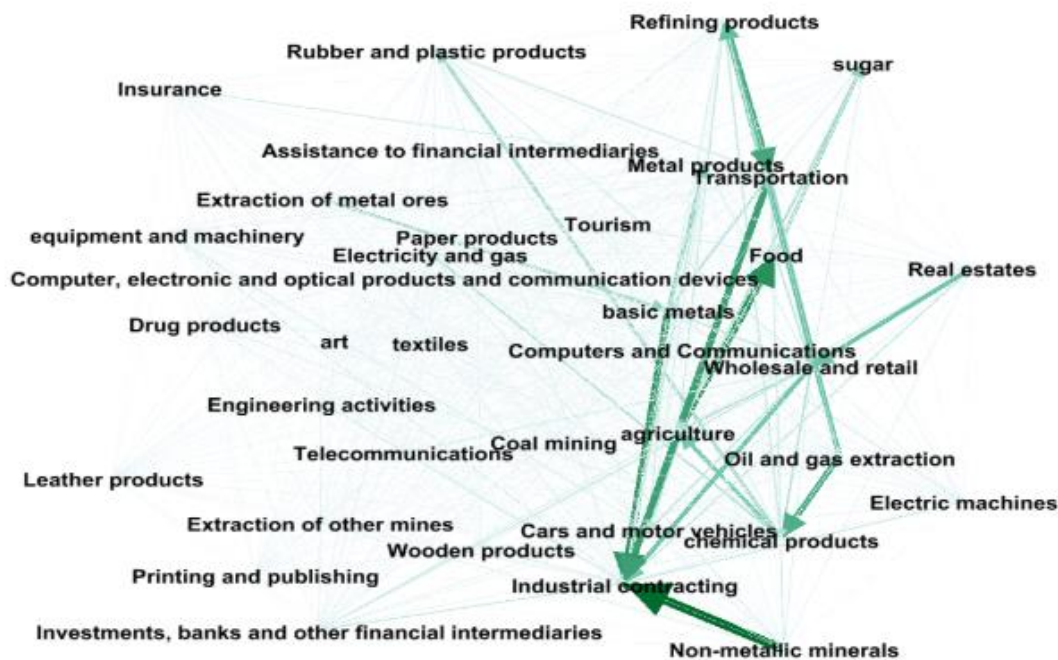 Refining products
Rubber and plastic products
sugar
Insurance
Assistance to financial intermediaries
Metal products
Transportation
Extraction of metal ores
Tourism
equipment and machinery
Paper products
Electricity and gas
Food
Real estates
Computer, electronic and optical products and communication devices
basic metals
Drug products
art
textiles
Computers and Communications
Wholesale and retail
Engineering activities
agriculture
Coal mining
Telecommunications
Oil and gas extraction
Leather products
Electric machines
Extraction of other mines
Cars and motor vehicles
chemical products
Wooden products
Printing and publishing
Industrial contracting
Investments, banks and other financial intermediaries
Non-metallic minerals